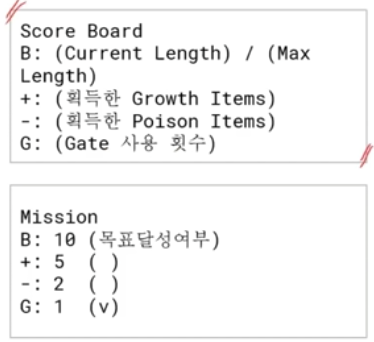 Score Board
B: (Current Length) / (Max
Length)
+: (획득한 Growth Items)
-: (획득한 Poison Items)
G: (Gate 사용 횟수)
Mission
B: 10 (목표달성여부)
+: 5 ( )
-: 2 ( )
G: 1 (v)